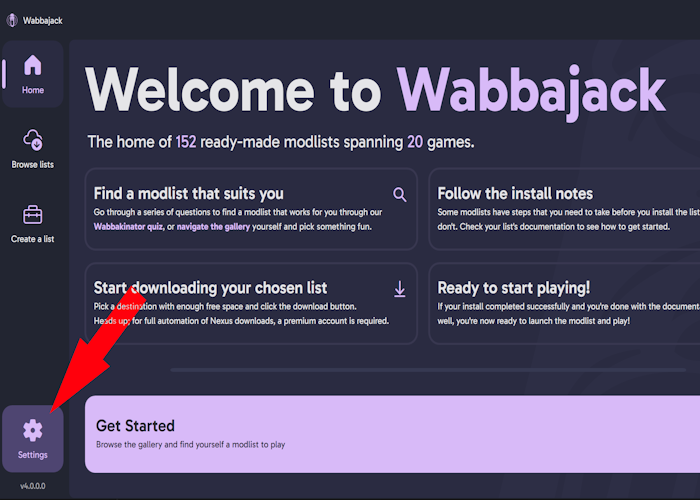 Wabbajack
Home
Browse lists
Create a list
Settings
v4.0.0.0
Welcome to Wabbajack
The home of 152 ready-made modlists spanning 20 games.
Find a modlist that suits you
Go through a series of questions to find a modlist that works for you through our
Wabbakinator quiz, or navigate the gallery yourself and pick something fun.
Follow the install notes
Some modlists have steps that you need to take before you install the list
don't. Check your list's documentation to see how to get started.
Start downloading your chosen list
Pick a destination with enough free space and click the download button.
Heads up; for full automation of Nexus downloads, a premium account is required.
Ready to start playing!
If your install completed successfully and you're done with the documenta
well, you're now ready to launch the modlist and play!
Get Started
Browse the gallery and find yourself a modlist to play